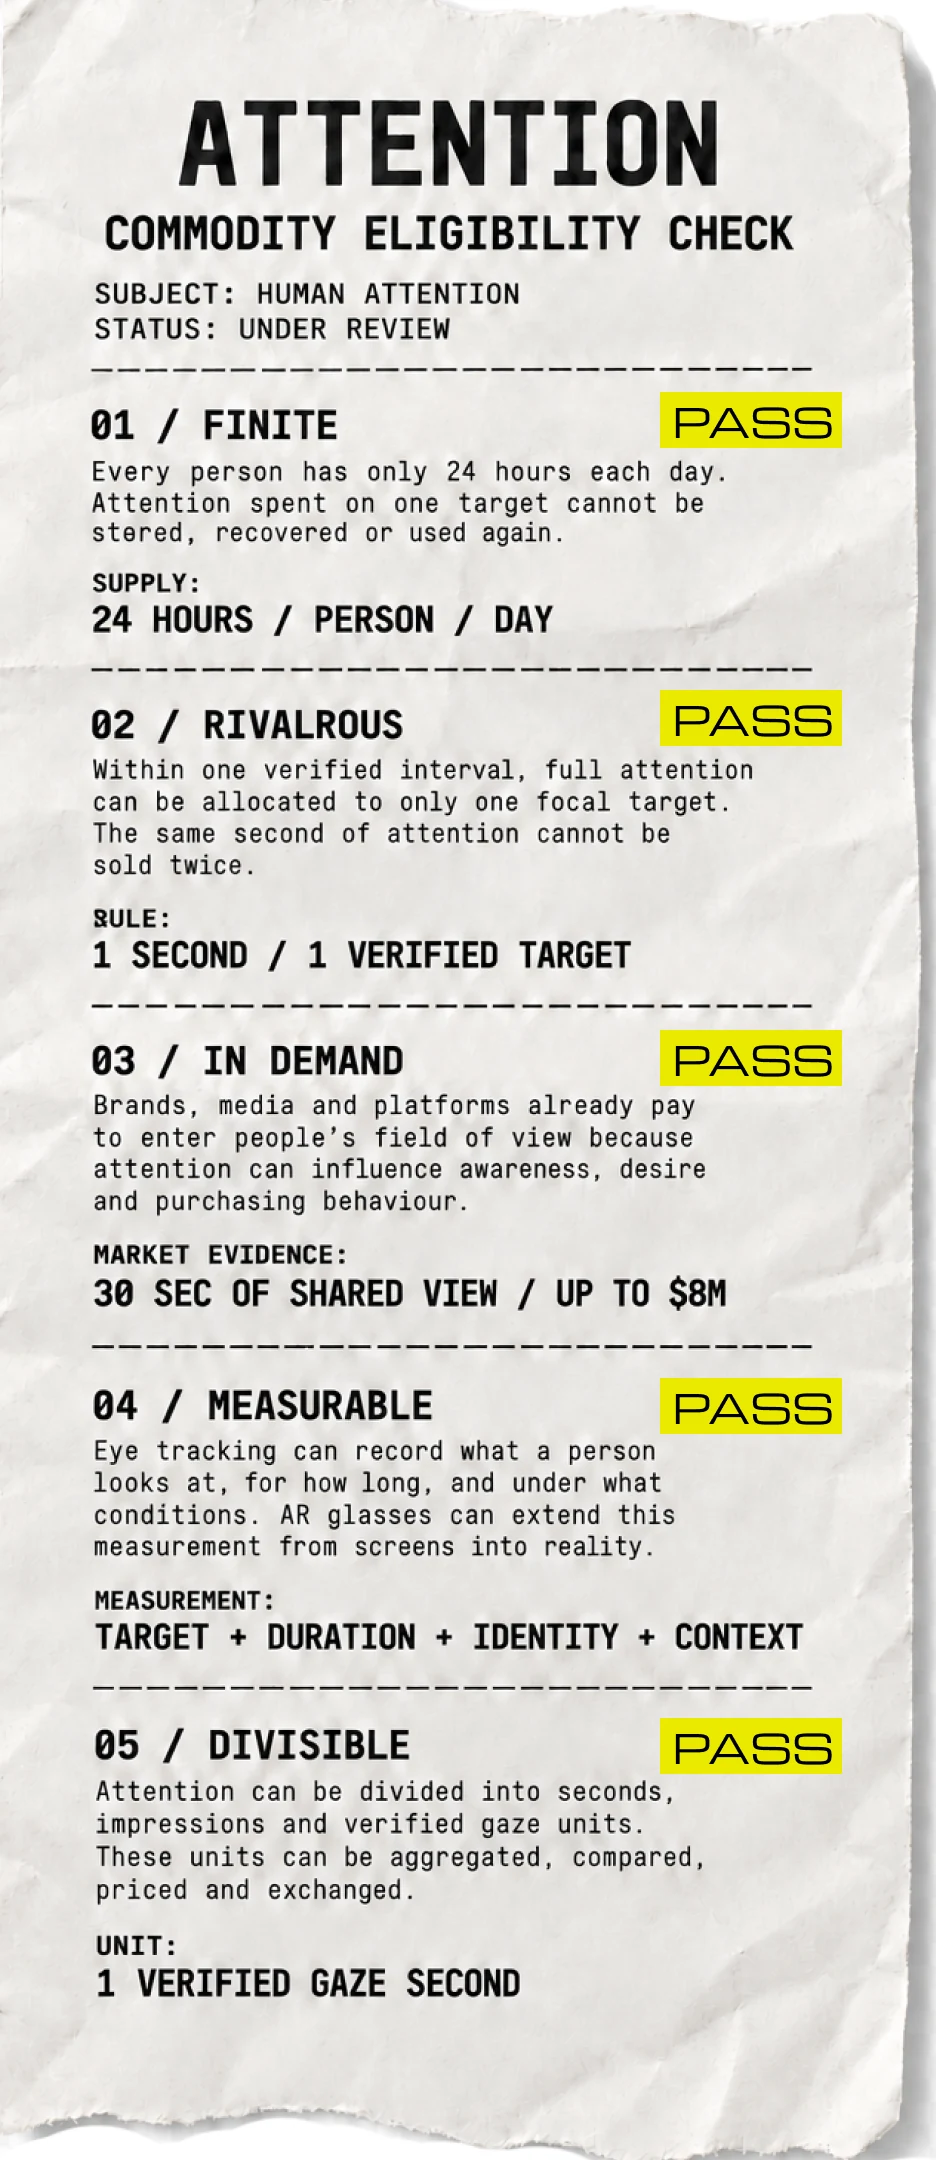 ATTENTION
COMMODITY ELIGIBILITY CHECK
SUBJECT: HUMAN ATTENTION
STATUS: UNDER REVIEW
01 / FINITE PASS
Every person has only 24 hours each day.
Attention spent on one target cannot be
stered, recovered or used again.
SUPPLY:
24 HOURS / PERSON / DAY
02 / RIVALROUS PASS
Within one verified interval, full attention
can be allocated to only one focal target.
The same second of attention cannot be
sold twice.
RULE:
1 SECOND / 1 VERIFIED TARGET
03 / IN DEMAND PASS
Brands, media and platforms already pay
to enter people’s field of view because
attention can influence awareness, desire
and purchasing behaviour.
MARKET EVIDENCE:
30 SEC OF SHARED VIEW / UP TO $8M
04 / MEASURABLE PASS
Eye tracking can record what a person
looks at, for how long, and under what
conditions. AR glasses can extend this
measurement from screens into reality.
MEASUREMENT:
TARGET + DURATION + IDENTITY + CONTEXT
05 / DIVISIBLE PASS
Attention can be divided into seconds,
impressions and verified gaze units.
These units can be aggregated, compared,
priced and exchanged.
UNIT:
1 VERIFIED GAZE SECOND